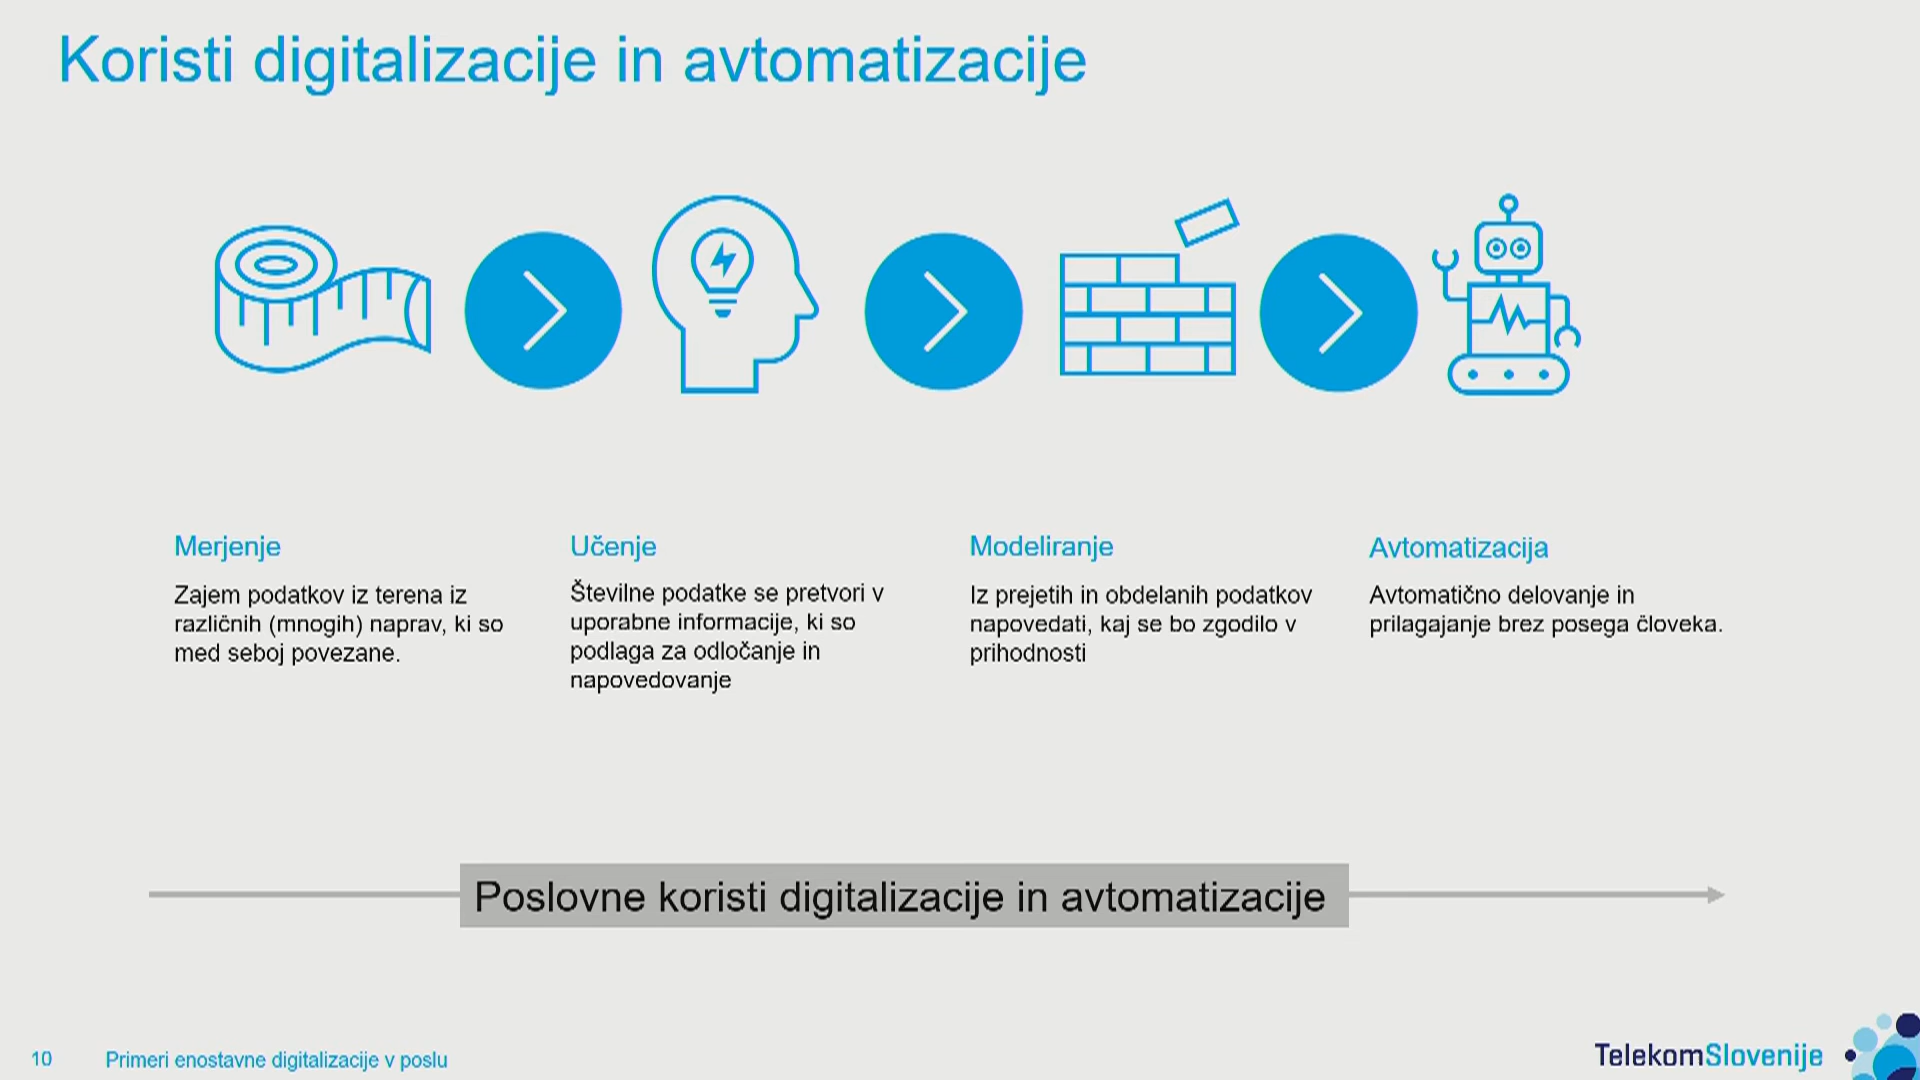 Koristi digitalizacije in avtomatizacije
Merjenje
Zajem podatkov iz terena iz
različnih (mnogih) naprav, ki so
med seboj povezane.
Učenje
Številne podatke se pretvori v
uporabne informacije, ki so
podlaga za odločanje in
napovedovanje
Modeliranje
Iz prejetih in obdelanih podatkov
napovedati, kaj se bo zgodilo v
prihodnosti
Avtomatizacija
Avtomatično delovanje in
prilagajanje brez posega človeka.
Poslovne koristi digitalizacije in avtomatizacije
10 Primeri enostavne digitalizacije v poslu
TelekomSlovenije